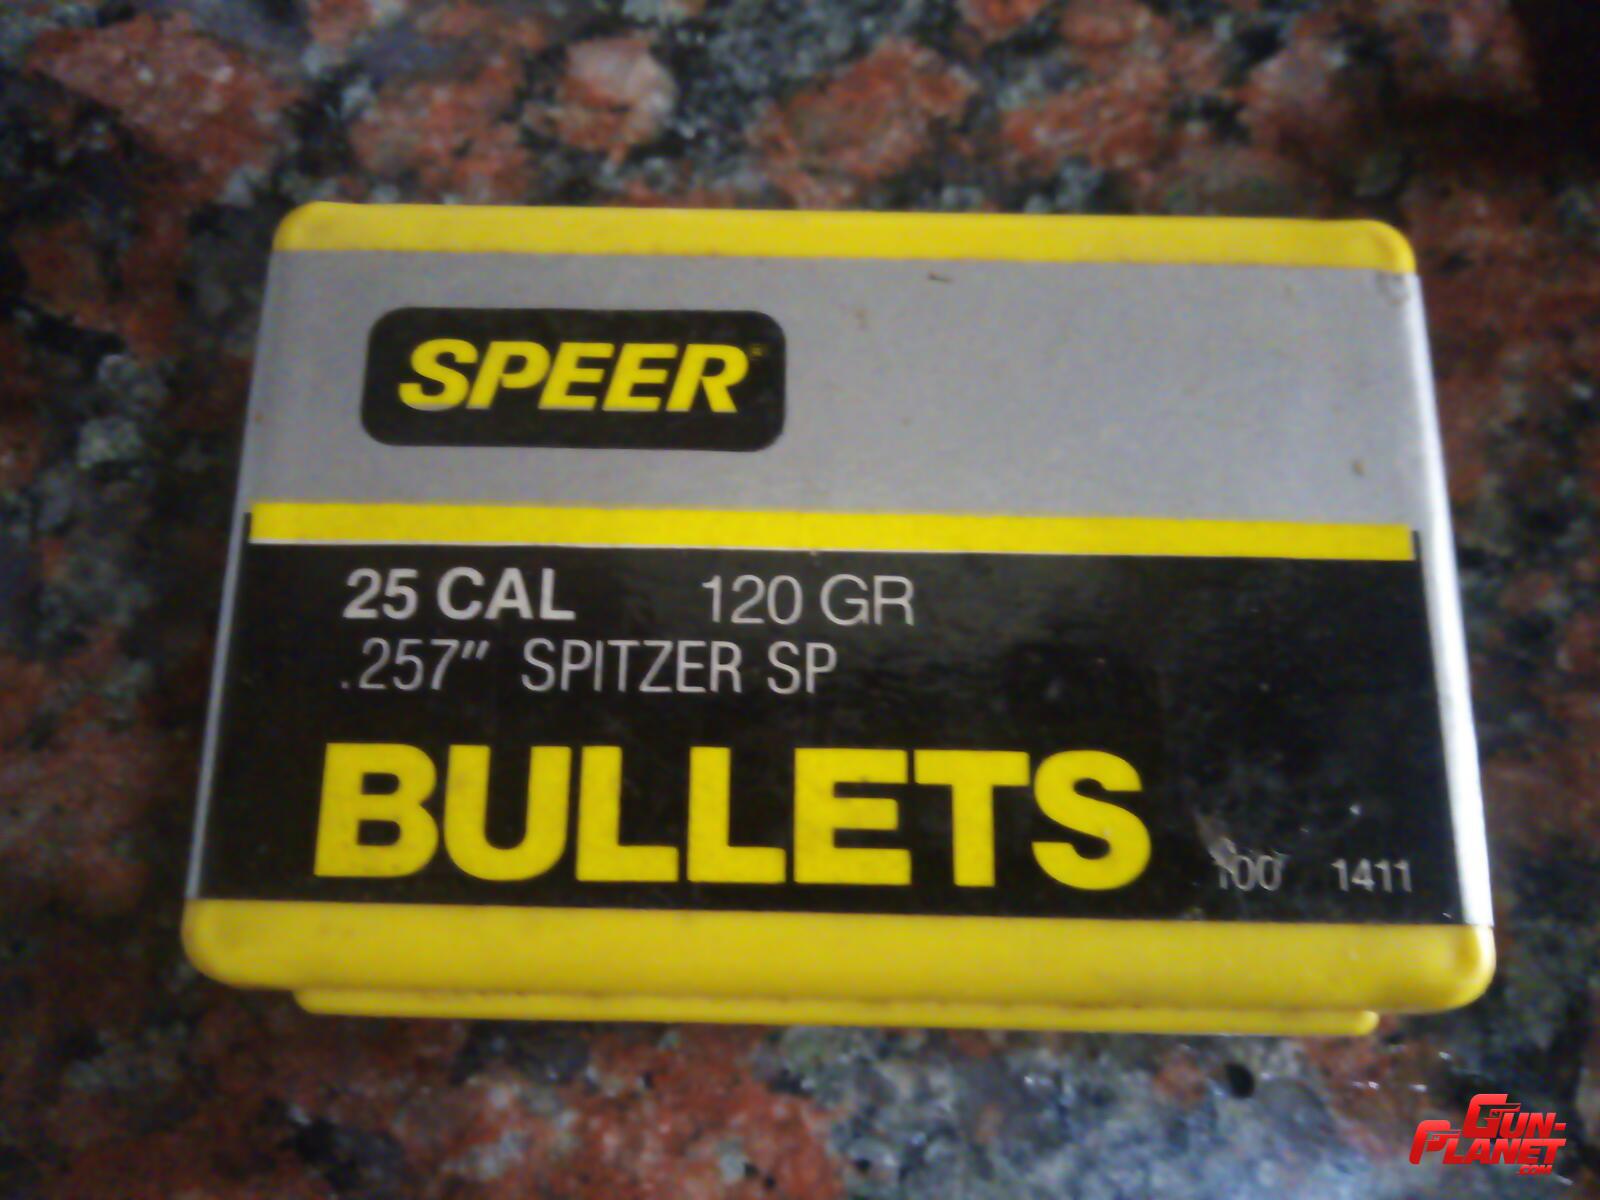 SPEER®
25 CAL 120 GR
.257" SPITZER SP
BULLETS
100 1411
GUN-
PLANET
.COM